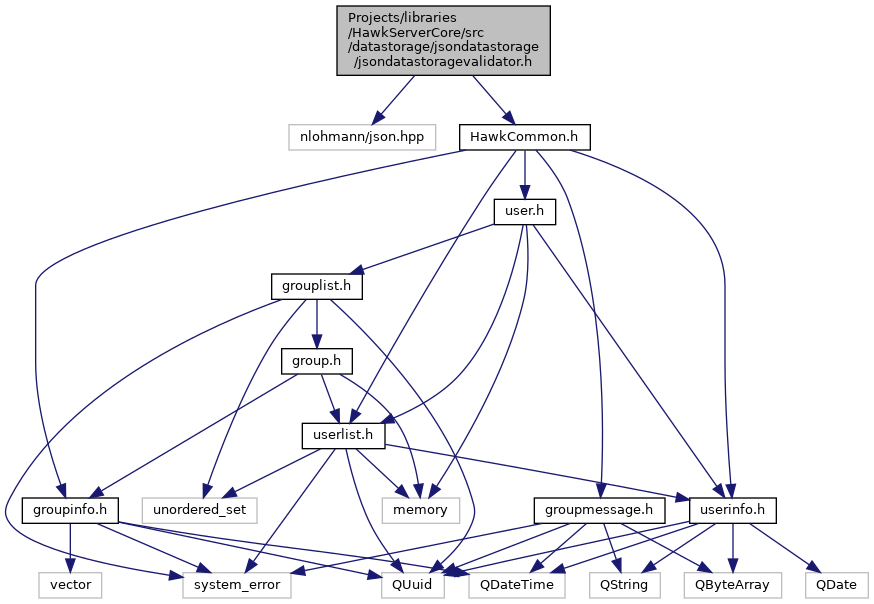 Projects/libraries
/HawkServerCore/src
/datastorage/jsondatastorage
/jsondatastoragevalidator.h
nlohmann/json.hpp
HawkCommon.h
user.h
grouplist.h
group.h
userlist.h
groupinfo.h
unordered_set
memory
groupmessage.h
userinfo.h
vector
system_error
QUuid
QDateTime
QString
QByteArray
QDate